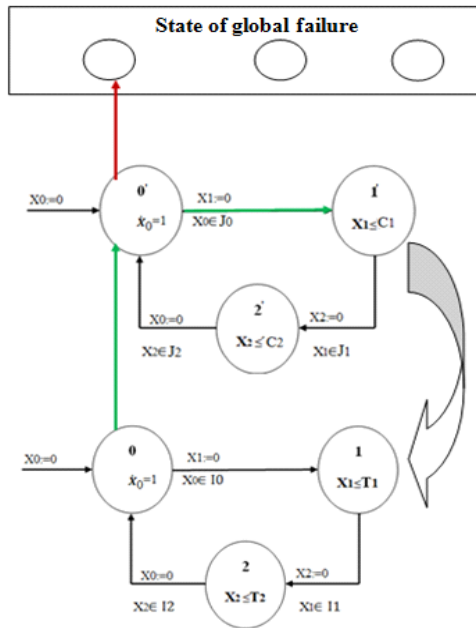 State of global failure
0'
ẋ0=1
X0:=0
X1:=0
X0∈J0
1'
X1≤C1
X0:=0
X2∈J2
2'
X2≤'C2
X2:=0
X1∈J1
X0:=0
0
ẋ0=1
X1:=0
X0∈ I0
1
X1≤T1
X0:=0
X2∈ I2
2
X2≤T2
X2:=0
X1∈ I1